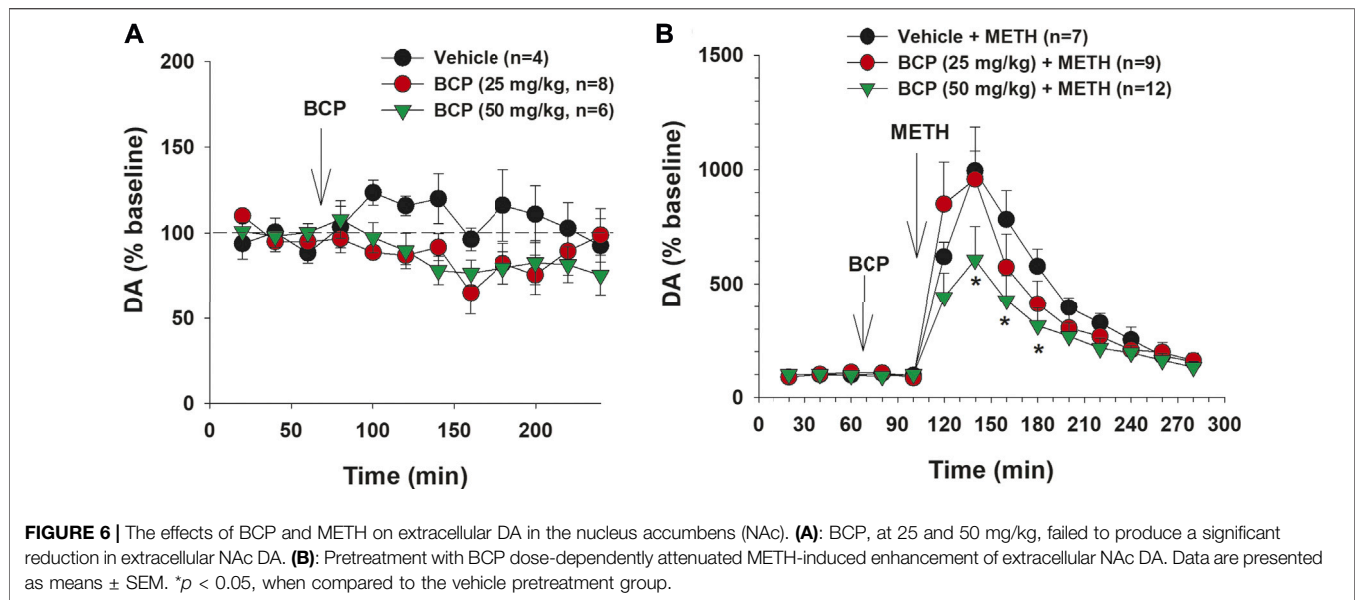 A
Vehicle (n=4)
BCP (25 mg/kg, n=8)
BCP (50 mg/kg, n=6)
BCP
DA (% baseline)
200
150
100
50
0
0 50 100 150 200
Time (min)
B
Vehicle + METH (n=7)
BCP (25 mg/kg) + METH (n=9)
BCP (50 mg/kg) + METH (n=12)
METH
BCP
DA (% baseline)
1500
1000
500
0
* * *
0 30 60 90 120 150 180 210 240 270 300
Time (min)
FIGURE 6 | The effects of BCP and METH on extracellular DA in the nucleus accumbens (NAc). (A): BCP, at 25 and 50 mg/kg, failed to produce a significant
reduction in extracellular NAc DA. (B): Pretreatment with BCP dose-dependently attenuated METH-induced enhancement of extracellular NAc DA. Data are presented
as means ± SEM. *p < 0.05, when compared to the vehicle pretreatment group.